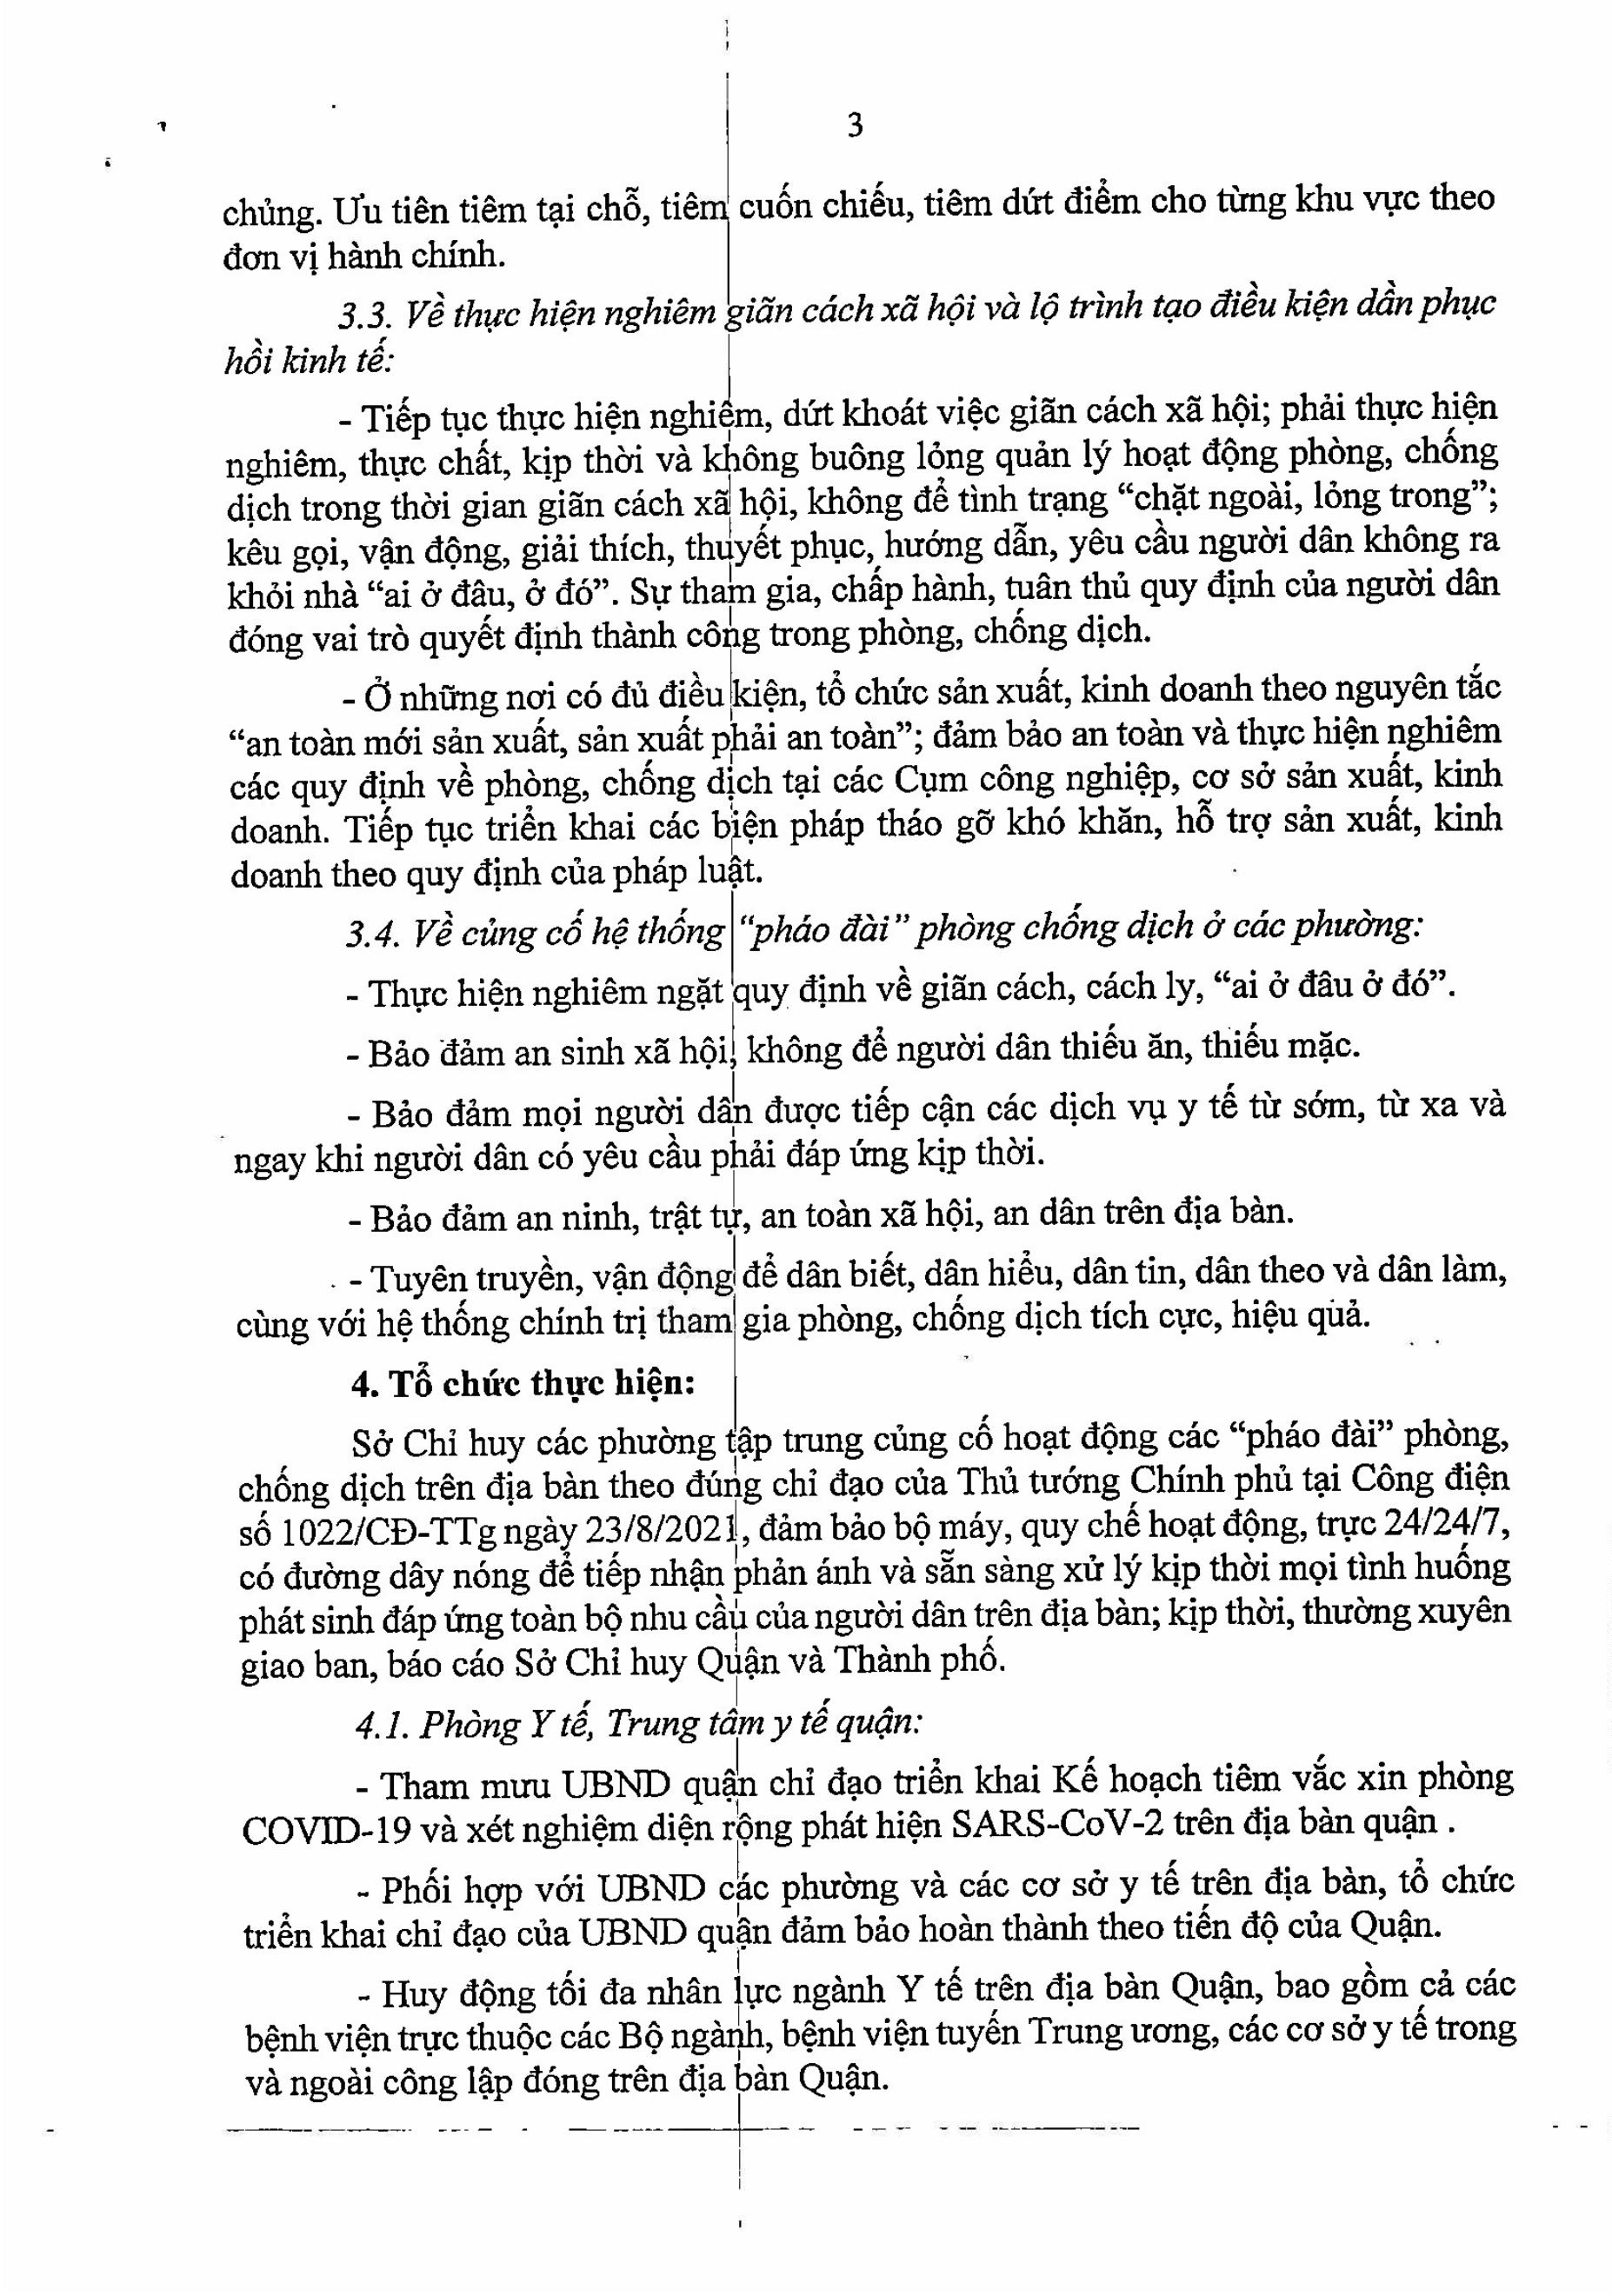 3
chủng. Ưu tiên tiêm tại chỗ, tiêm cuốn chiếu, tiêm dứt điểm cho từng khu vực theo
đơn vị hành chính.
3.3. Về thực hiện nghiêm giãn cách xã hội và lộ trình tạo điều kiện dần phục
hồi kinh tế:
- Tiếp tục thực hiện nghiêm, dứt khoát việc giãn cách xã hội; phải thực hiện
nghiêm, thực chất, kịp thời và không buông lỏng quản lý hoạt động phòng, chống
dịch trong thời gian giãn cách xã hội, không để tình trạng “chặt ngoài, lỏng trong”;
kêu gọi, vận động, giải thích, thuyết phục, hướng dẫn, yêu cầu người dân không ra
khỏi nhà “ai ở đâu, ở đó”. Sự tham gia, chấp hành, tuân thủ quy định của người dân
đóng vai trò quyết định thành công trong phòng, chống dịch.
- Ở những nơi có đủ điều kiện, tổ chức sản xuất, kinh doanh theo nguyên tắc
“an toàn mới sản xuất, sản xuất phải an toàn”; đảm bảo an toàn và thực hiện nghiêm
các quy định về phòng, chống dịch tại các Cụm công nghiệp, cơ sở sản xuất, kinh
doanh. Tiếp tục triển khai các biện pháp tháo gỡ khó khăn, hỗ trợ sản xuất, kinh
doanh theo quy định của pháp luật.
3.4. Về củng cố hệ thống “pháo đài” phòng chống dịch ở các phường:
- Thực hiện nghiêm ngặt quy định về giãn cách, cách ly, “ai ở đâu ở đó”.
- Bảo đảm an sinh xã hội, không để người dân thiếu ăn, thiếu mặc.
- Bảo đảm mọi người dân được tiếp cận các dịch vụ y tế từ sớm, từ xa và
ngay khi người dân có yêu cầu phải đáp ứng kịp thời.
- Bảo đảm an ninh, trật tự, an toàn xã hội, an dân trên địa bàn.
- Tuyên truyền, vận động để dân biết, dân hiểu, dân tin, dân theo và dân làm,
cùng với hệ thống chính trị tham gia phòng, chống dịch tích cực, hiệu quả.
4. Tổ chức thực hiện:
Sở Chỉ huy các phường tập trung củng cố hoạt động các “pháo đài” phòng,
chống dịch trên địa bàn theo đúng chỉ đạo của Thủ tướng Chính phủ tại Công điện
số 1022/CĐ-TTg ngày 23/8/2021, đảm bảo bộ máy, quy chế hoạt động, trực 24/24/7,
có đường dây nóng để tiếp nhận phản ánh và sẵn sàng xử lý kịp thời mọi tình huống
phát sinh đáp ứng toàn bộ nhu cầu của người dân trên địa bàn; kịp thời, thường xuyên
giao ban, báo cáo Sở Chỉ huy Quận và Thành phố.
4.1. Phòng Y tế, Trung tâm y tế quận:
- Tham mưu UBND quận chỉ đạo triển khai Kế hoạch tiêm vắc xin phòng
COVID-19 và xét nghiệm diện rộng phát hiện SARS-CoV-2 trên địa bàn quận .
- Phối hợp với UBND các phường và các cơ sở y tế trên địa bàn, tổ chức
triển khai chỉ đạo của UBND quận đảm bảo hoàn thành theo tiến độ của Quận.
- Huy động tối đa nhân lực ngành Y tế trên địa bàn Quận, bao gồm cả các
bệnh viện trực thuộc các Bộ ngành, bệnh viện tuyến Trung ương, các cơ sở y tế trong
và ngoài công lập đóng trên địa bàn Quận.